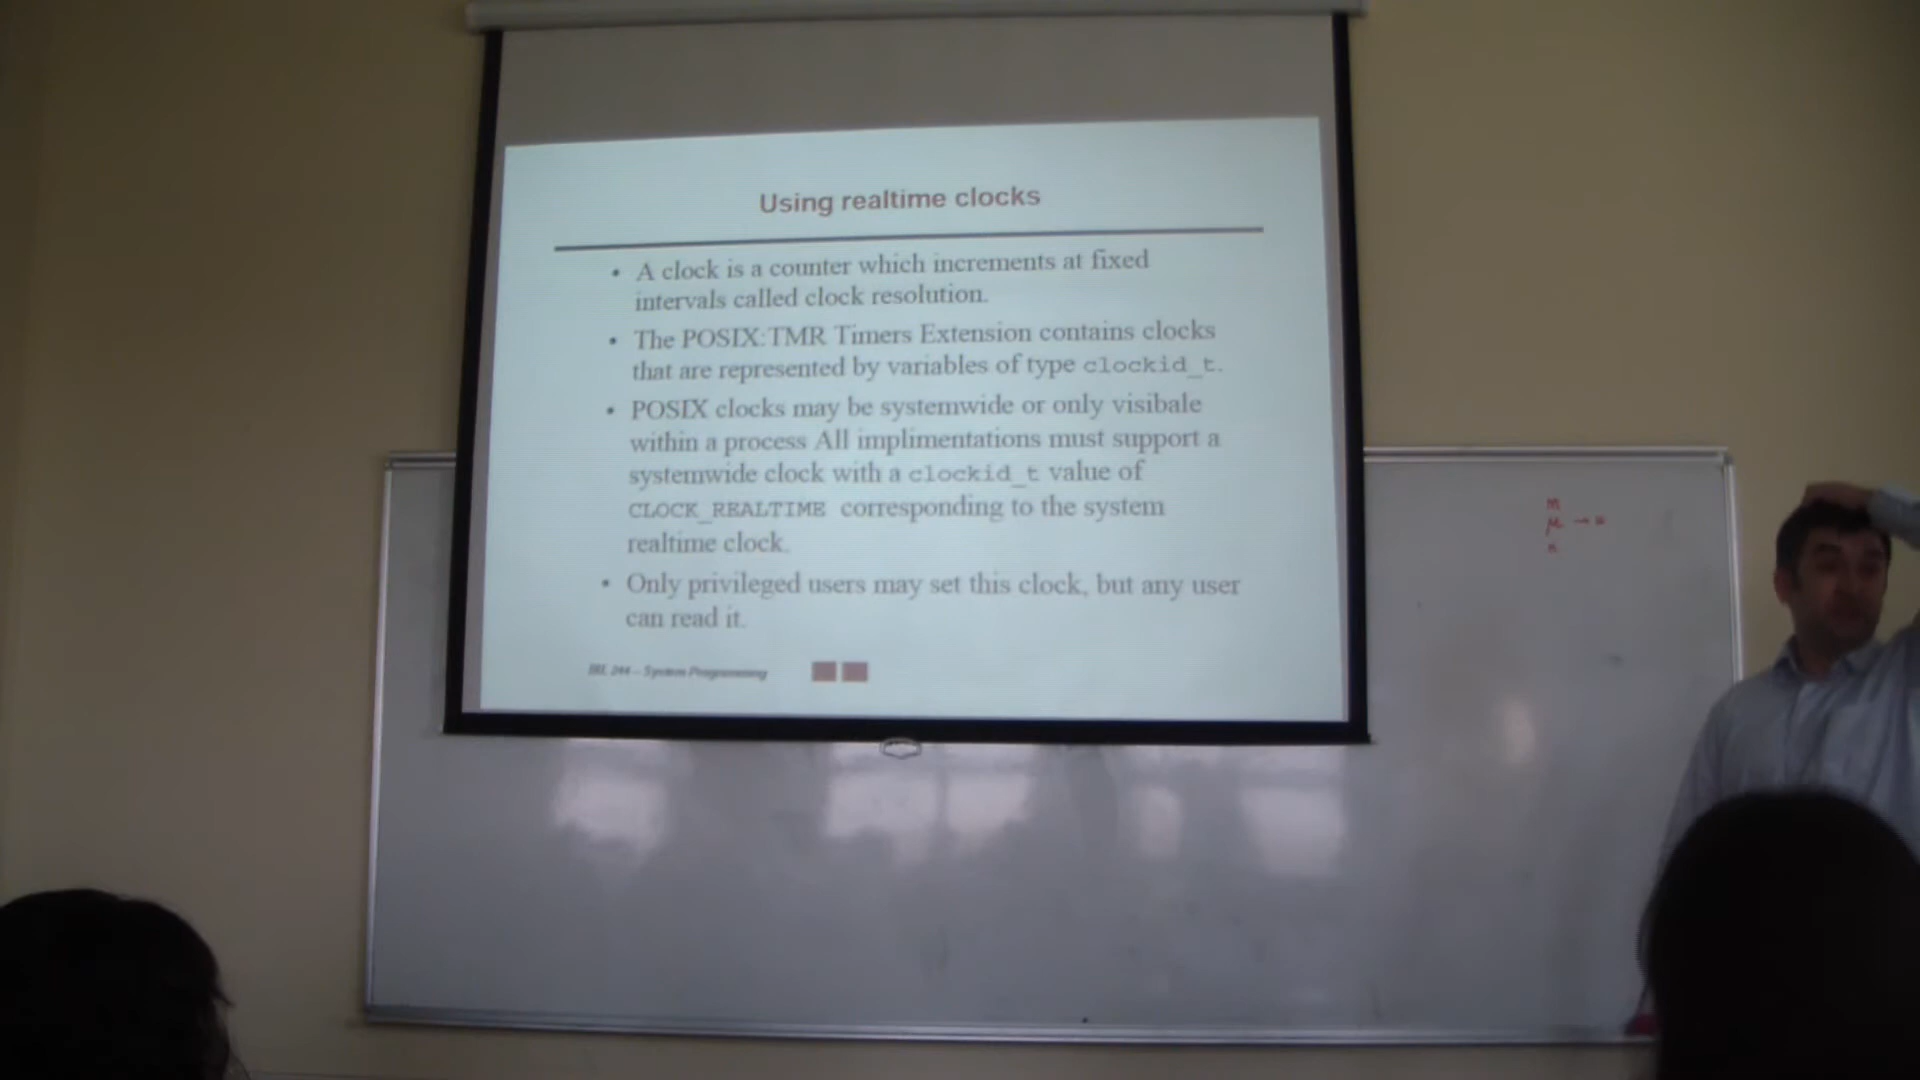 Using realtime clocks
• A clock is a counter which increments at fixed
intervals called clock resolution.
• The POSIX:TMR Timers Extension contains clocks
that are represented by variables of type clockid_t.
• POSIX clocks may be systemwide or only visibale
within a process All implimentations must support a
systemwide clock with a clockid_t value of
CLOCK_REALTIME corresponding to the system
realtime clock.
• Only privileged users may set this clock, but any user
can read it.
244 – System Programming
m
μ
n